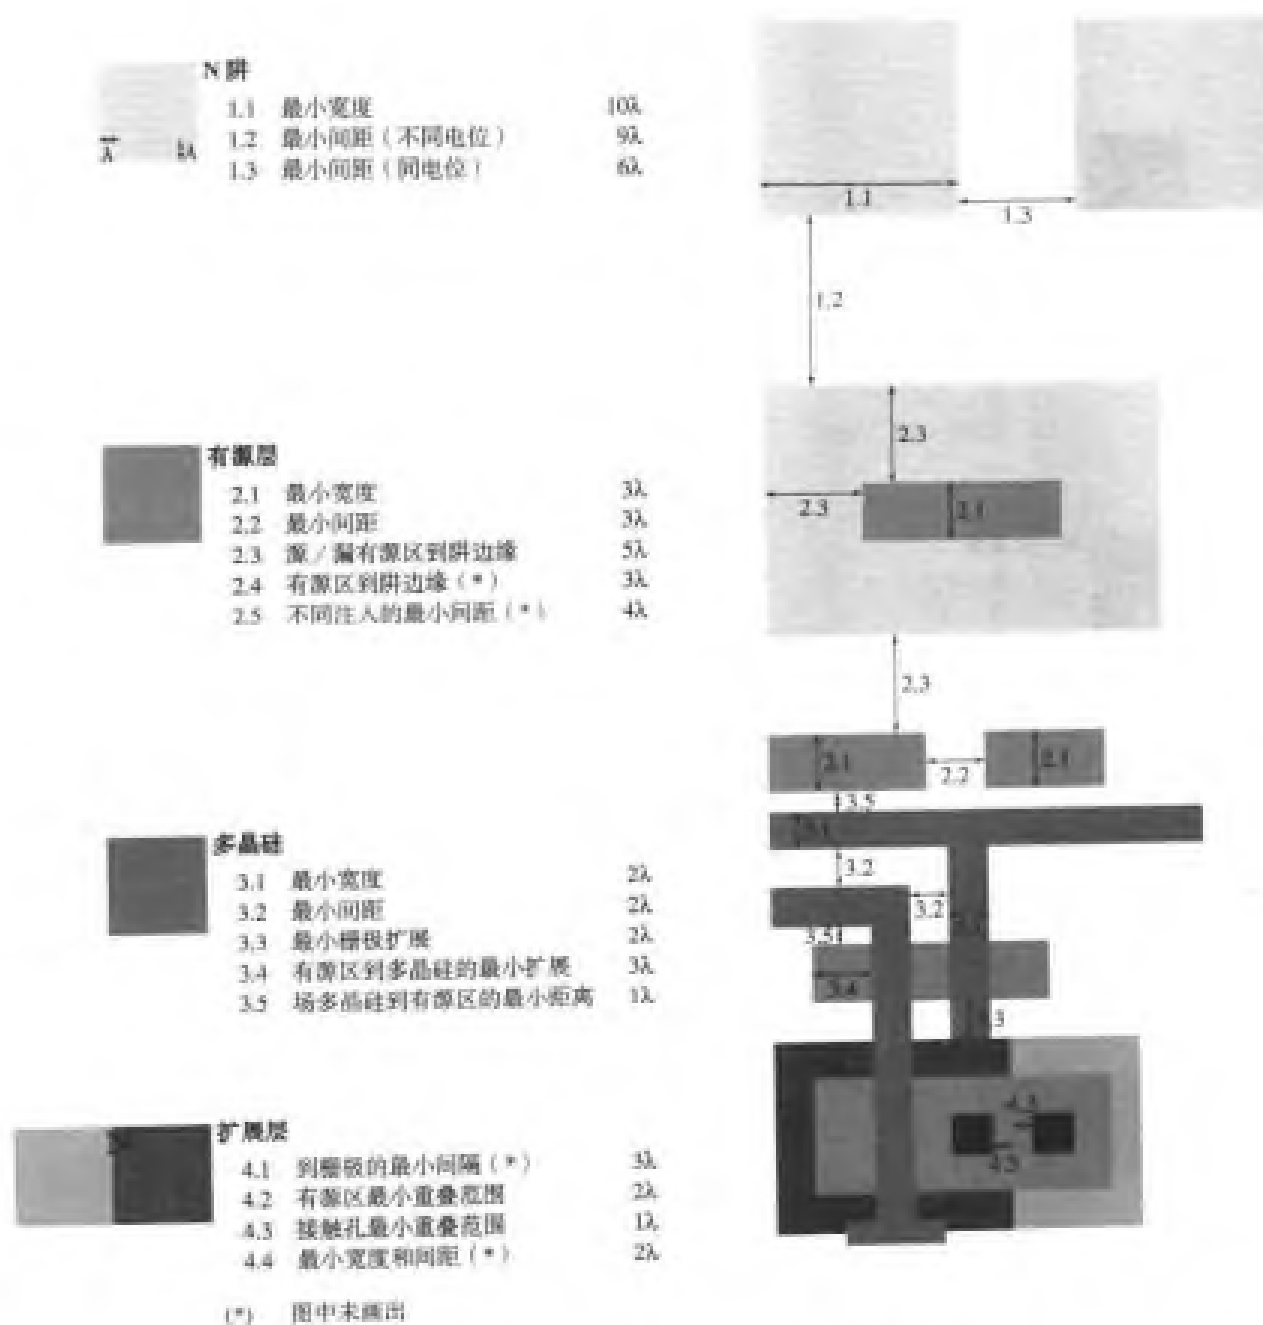 N 阱
1.1 最小宽度 10λ
1.2 最小间距（不同电位） 9λ
1.3 最小间距（同电位） 6λ
λ
λ
1.1
1.3
1.2
有源层
2.1 最小宽度 3λ
2.2 最小间距 3λ
2.3 源／漏有源区到阱边缘 5λ
2.4 有源区到阱边缘（*） 3λ
2.5 不同注入的最小间距（*） 4λ
2.3
2.3
2.1
2.3
2.1
2.2
2.1
多晶硅
3.1 最小宽度 2λ
3.2 最小间距 2λ
3.3 最小栅极扩展 2λ
3.4 有源区到多晶硅的最小扩展 3λ
3.5 场多晶硅到有源区的最小距离 1λ
3.5
3.1
3.2
3.2
3.5
3.4
扩展层
4.1 到栅极的最小间隔（*） 3λ
4.2 有源区最小重叠范围 2λ
4.3 接触孔最小重叠范围 1λ
4.4 最小宽度和间距（*） 2λ
4.3
4.3
(*) 图中未画出